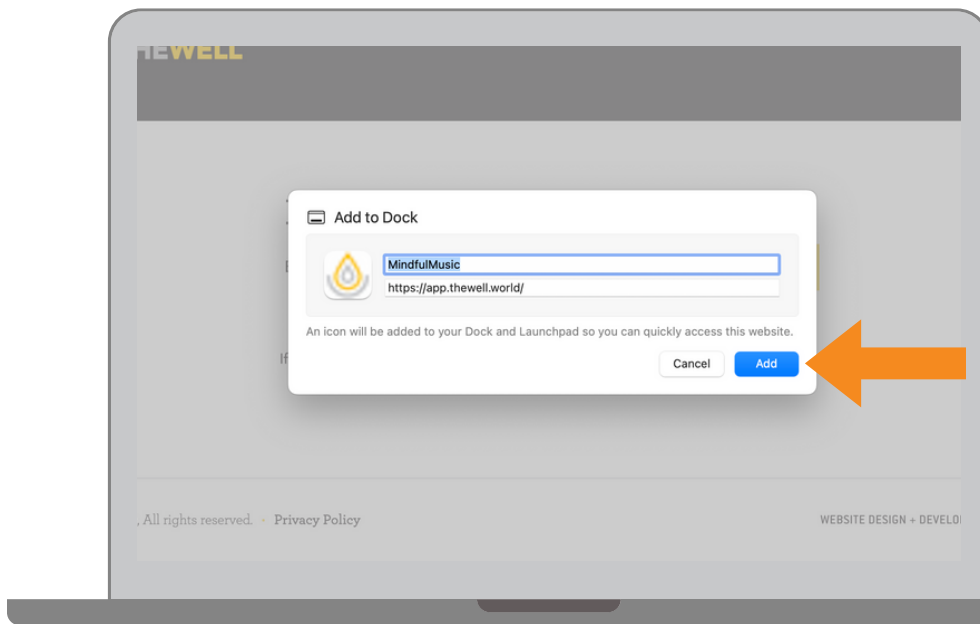 HEWELL
Add to Dock
MindfulMusic
https://app.thewell.world/
An icon will be added to your Dock and Launchpad so you can quickly access this website.
If
Cancel
Add
, All rights reserved. • Privacy Policy
WEBSITE DESIGN + DEVELO